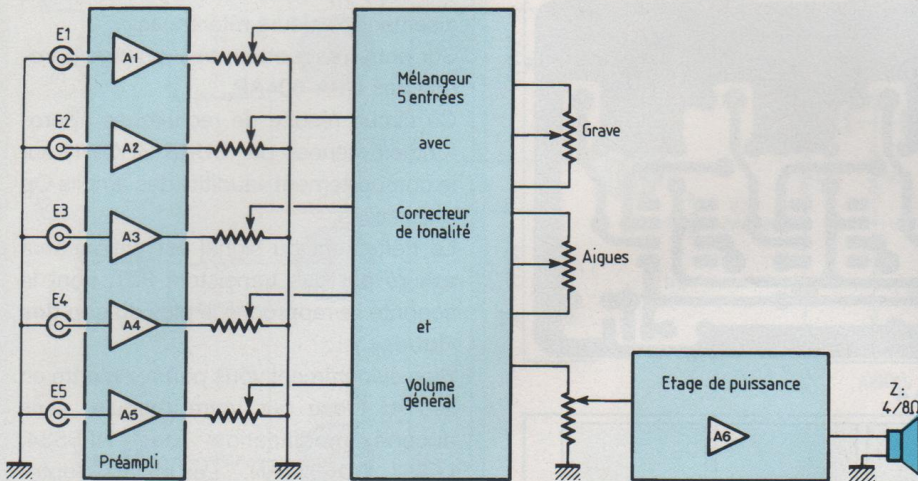 E1
A1
E2
A2
E3
A3
E4
A4
E5
A5
Préampli
Mélangeur
5 entrées
avec
Correcteur
de tonalité
et
Volume
général
Grave
Aigues
Etage de puissance
A6
Z:
4/8Ω